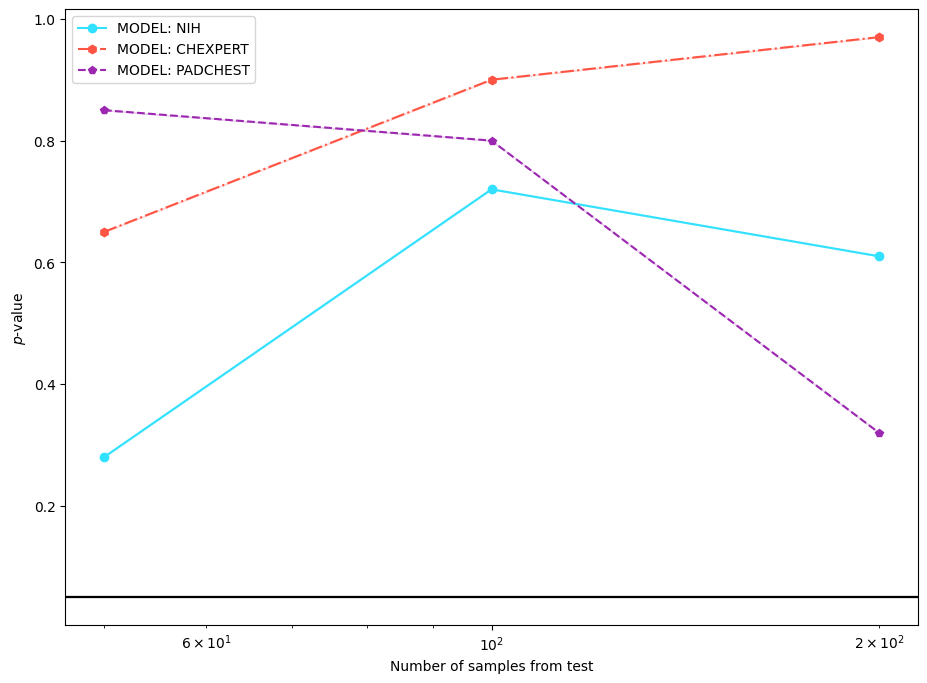 MODEL: NIH
MODEL: CHEXPERT
MODEL: PADCHEST
1.0
0.8
0.6
0.4
0.2
p-value
6 × 10¹
10²
2 × 10²
Number of samples from test